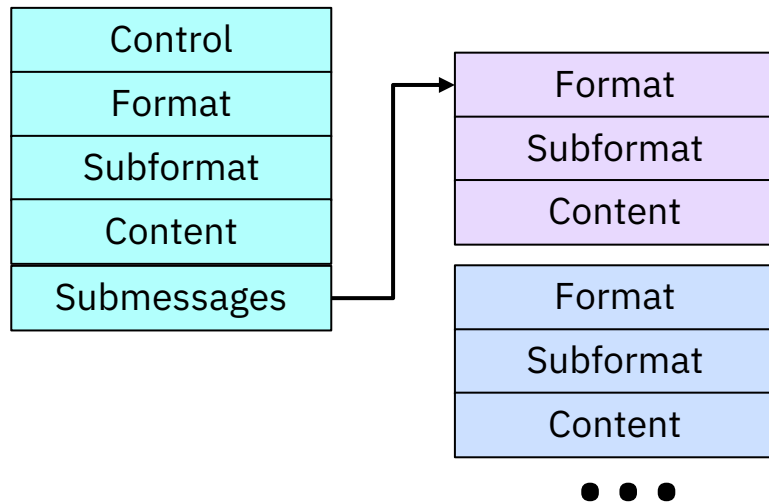 Control
Format
Subformat
Content
Submessages
Format
Subformat
Content
Format
Subformat
Content